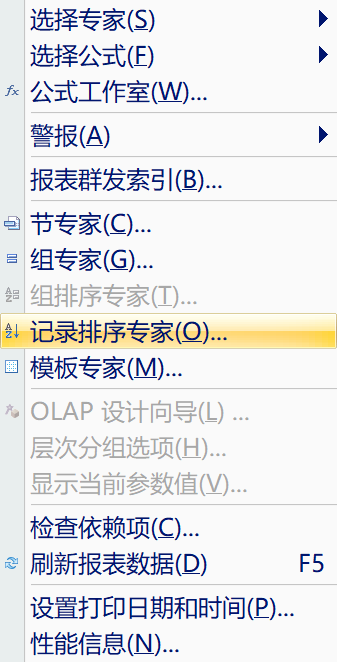 选择专家(S)
选择公式(F)
公式工作室(W)...
警报(A)
报表群发索引(B)...
节专家(C)...
组专家(G)...
组排序专家(T)...
记录排序专家(O)...
模板专家(M)...
OLAP 设计向导(L) ...
层次分组选项(H)...
显示当前参数值(V)...
检查依赖项(C)...
刷新报表数据(D) F5
设置打印日期和时间(P)...
性能信息(N)...